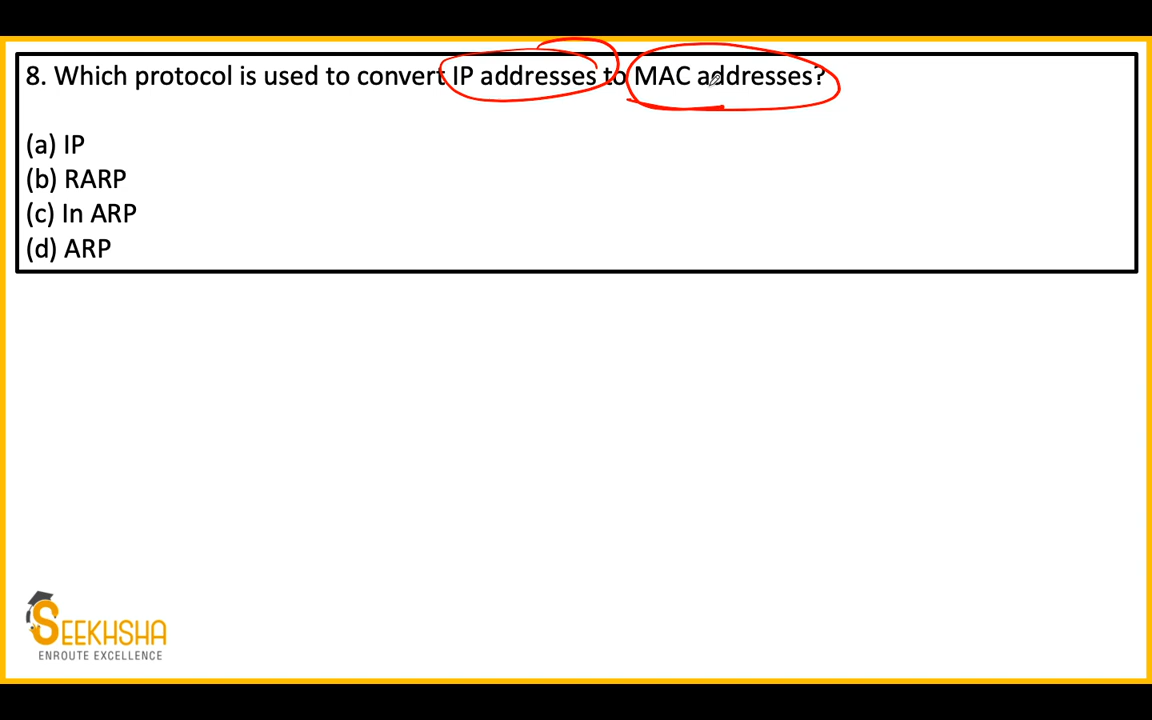 8. Which protocol is used to convert IP addresses to MAC addresses?
(a) IP
(b) RARP
(c) In ARP
(d) ARP
SEEKHSHA
ENROUTE EXCELLENCE